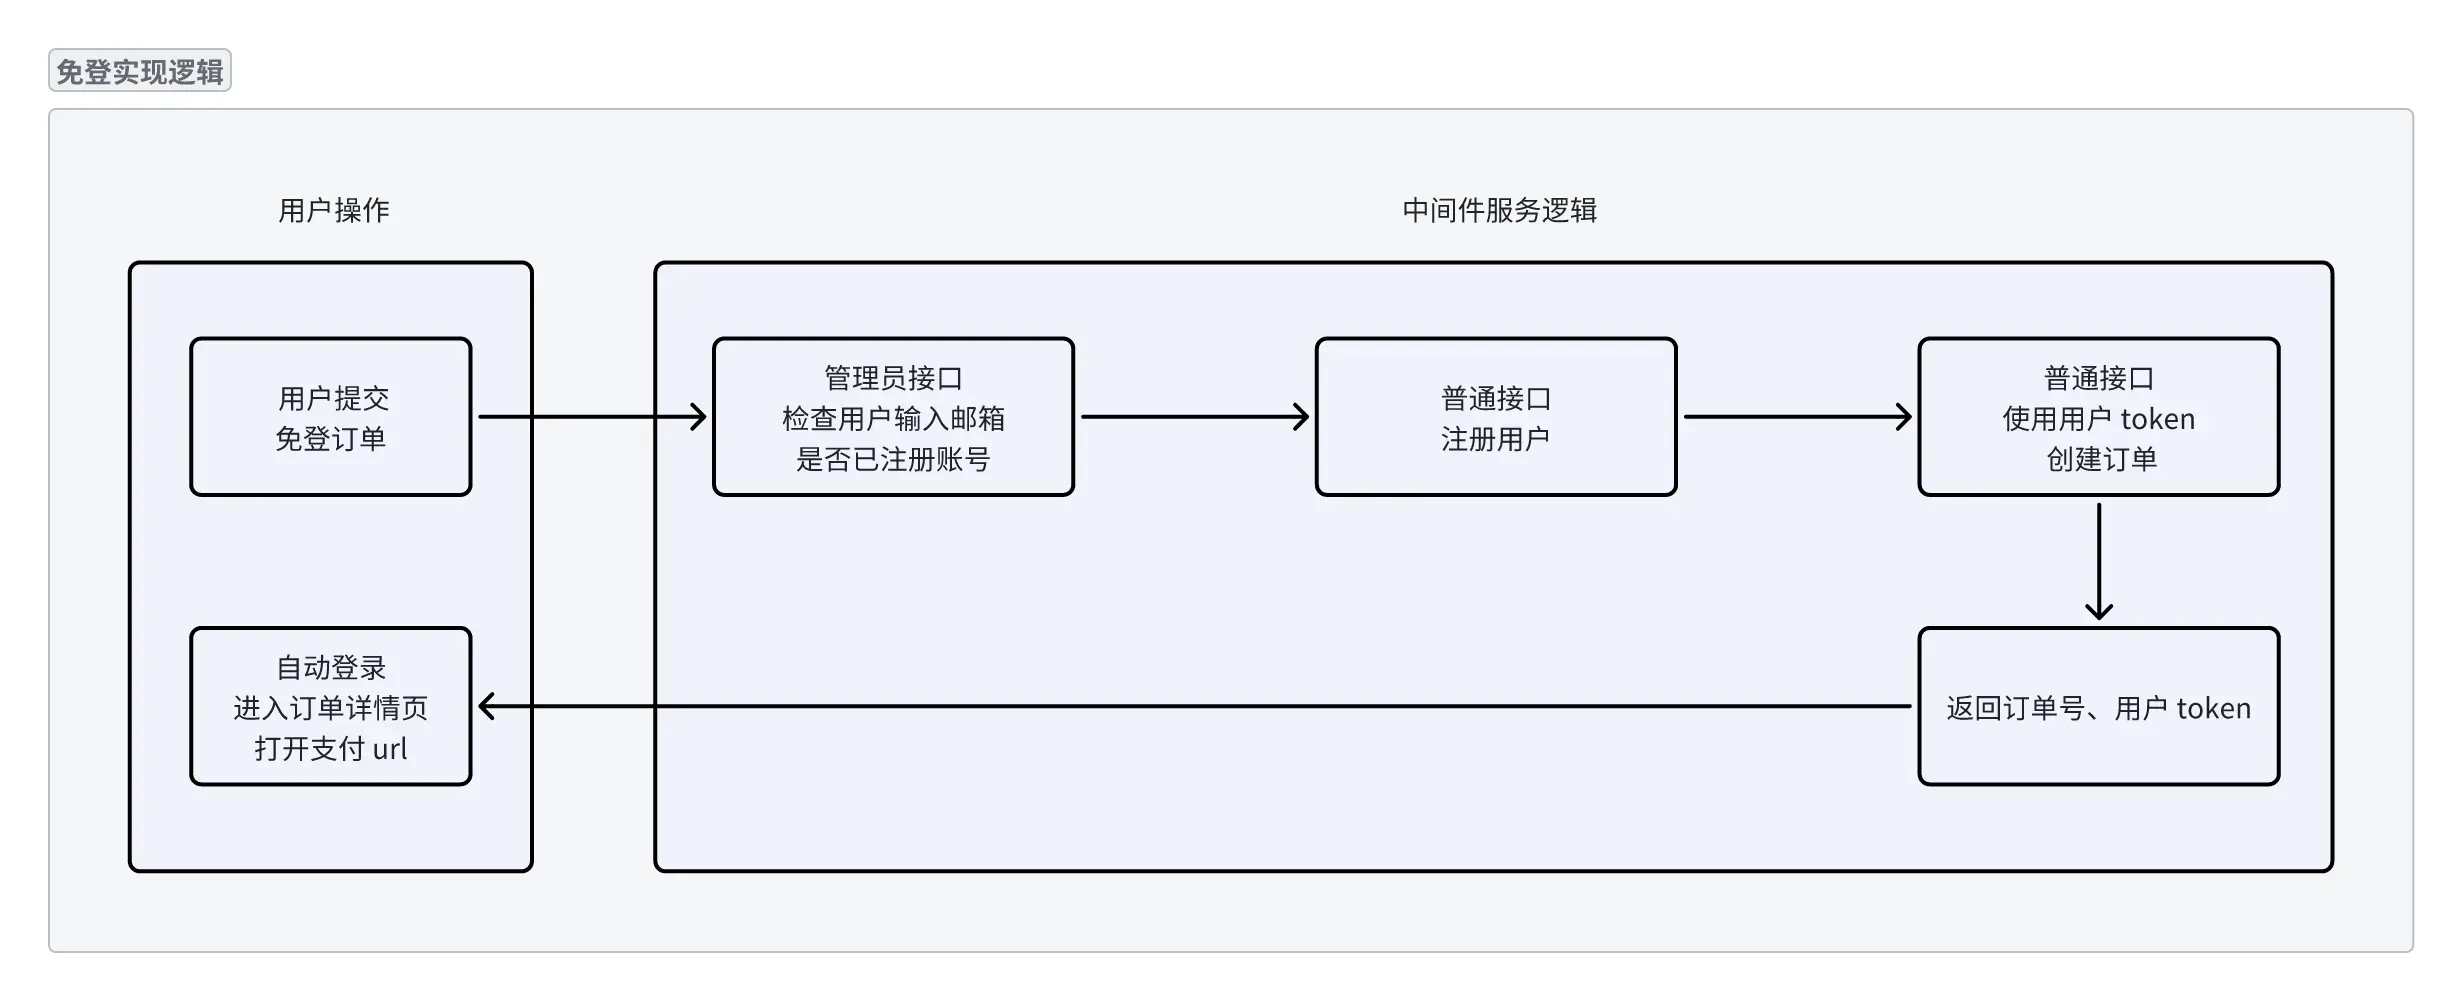 免登实现逻辑
用户操作
中间件服务逻辑
用户提交
免登订单
管理员接口
检查用户输入邮箱
是否已注册账号
普通接口
注册用户
普通接口
使用用户 token
创建订单
自动登录
进入订单详情页
打开支付 url
返回订单号、用户 token